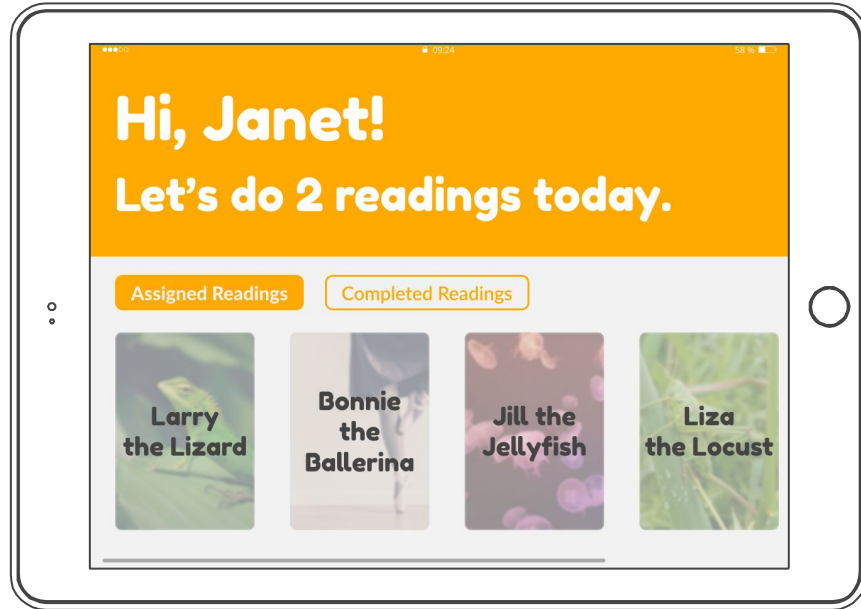 09:24
58 %
Hi, Janet!
Let's do 2 readings today.
Assigned Readings
Completed Readings
Larry
the Lizard
Bonnie
the
Ballerina
Jill the
Jellyfish
Liza
the Locust